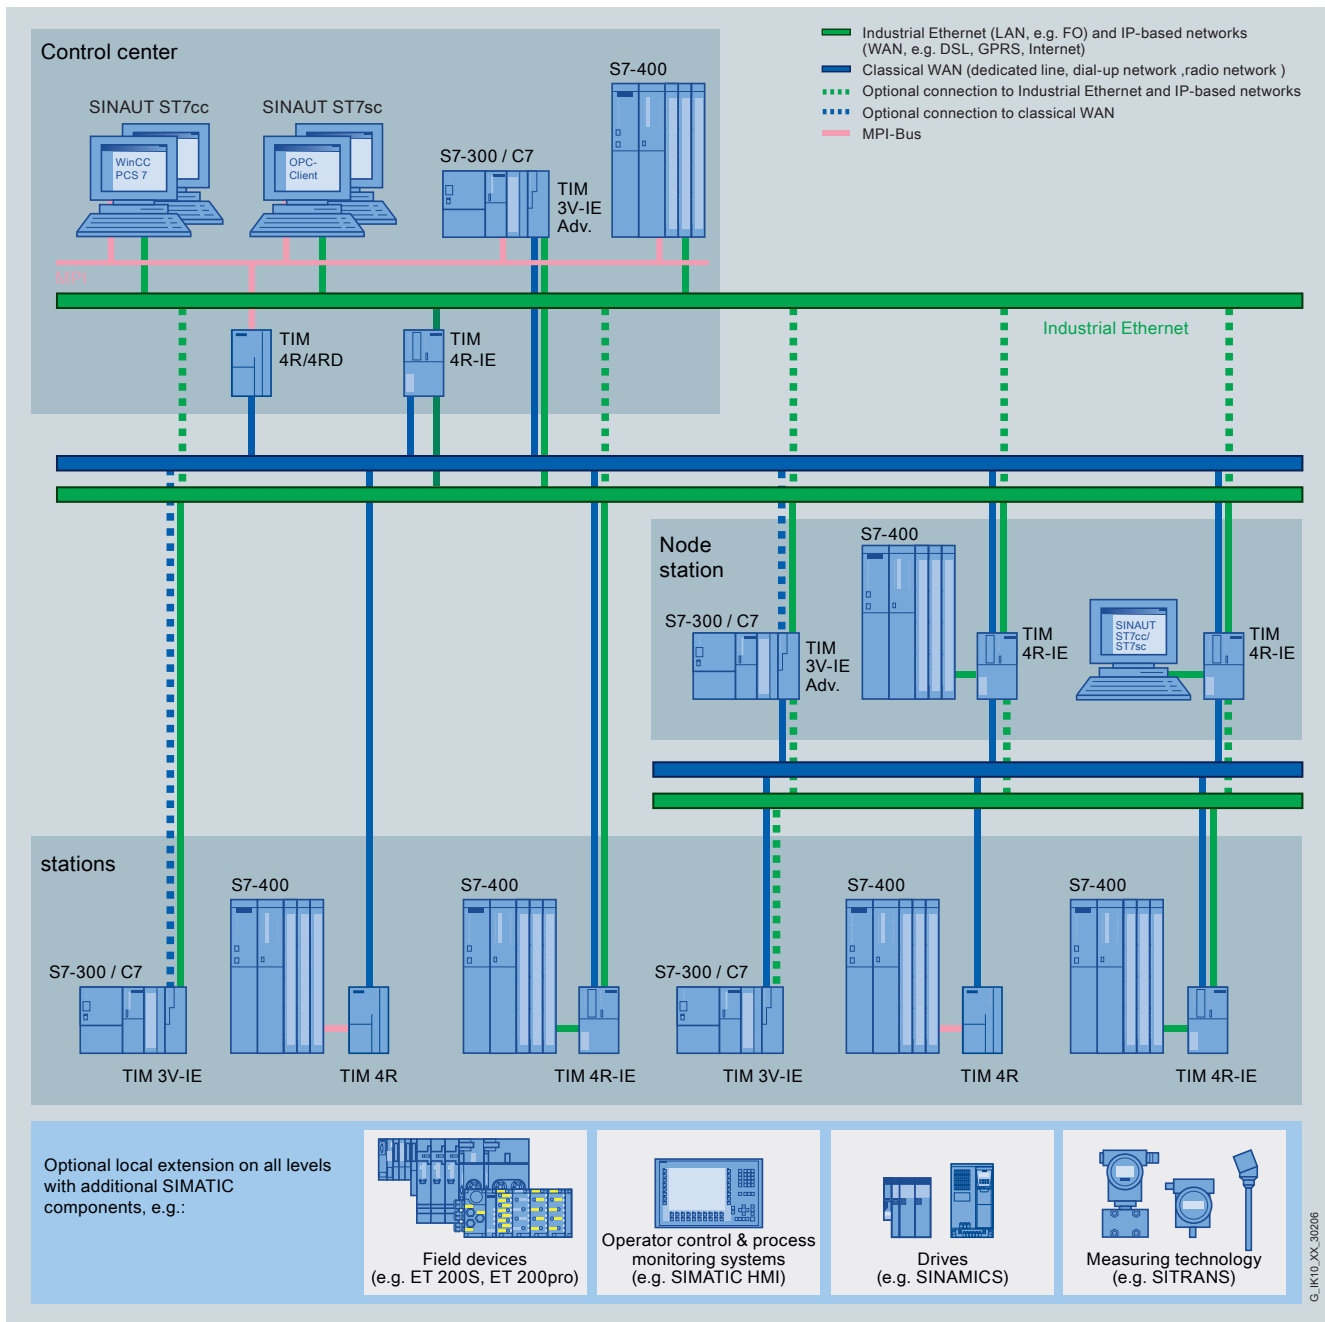 Control center
Industrial Ethernet (LAN, e.g. FO) and IP-based networks
(WAN, e.g. DSL, GPRS, Internet)
Classical WAN (dedicated line, dial-up network ,radio network )
Optional connection to Industrial Ethernet and IP-based networks
Optional connection to classical WAN
MPI-Bus
SINAUT ST7cc
SINAUT ST7sc
S7-400
WinCC
PCS 7
OPC-
Client
S7-300 / C7
TIM
3V-IE
Adv.
MPI
Industrial Ethernet
TIM
4R/4RD
TIM
4R-IE
Node
station
S7-400
S7-300 / C7
TIM
3V-IE
Adv.
TIM
4R-IE
SINAUT
ST7cc/
ST7sc
TIM
4R-IE
stations
S7-400
S7-400
S7-400
S7-400
S7-300 / C7
S7-300 / C7
TIM 3V-IE
TIM 4R
TIM 4R-IE
TIM 3V-IE
TIM 4R
TIM 4R-IE
Optional local extension on all levels
with additional SIMATIC
components, e.g.:
Field devices
(e.g. ET 200S, ET 200pro)
Operator control & process
monitoring systems
(e.g. SIMATIC HMI)
Drives
(e.g. SINAMICS)
Measuring technology
(e.g. SITRANS)
G_IK10_XX_30206